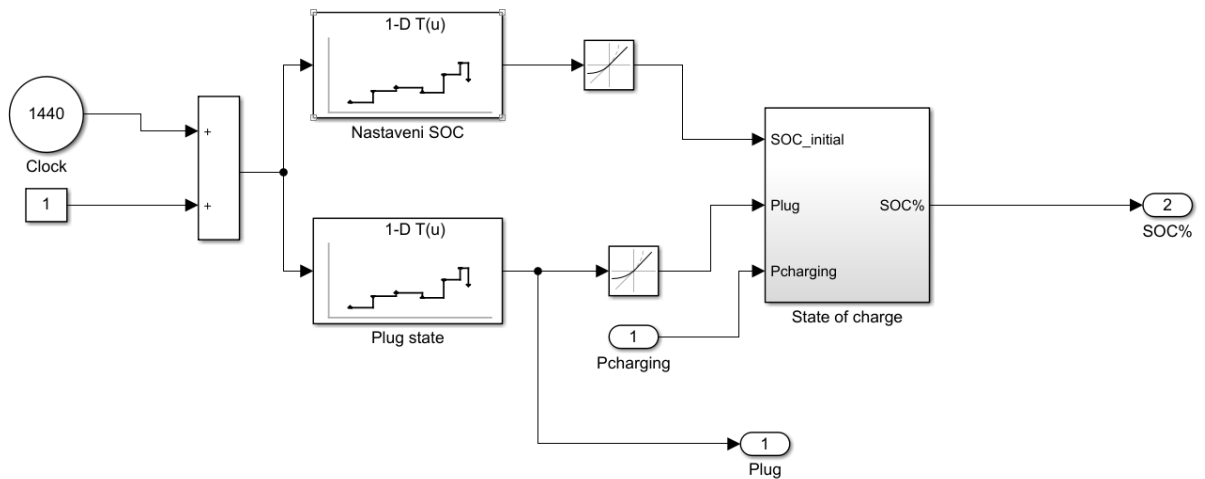 1-D T(u)
Nastaveni SOC
1440
Clock
+
1
+
SOC_initial
Plug
SOC%
Pcharging
State of charge
2
SOC%
1-D T(u)
Plug state
1
Pcharging
1
Plug